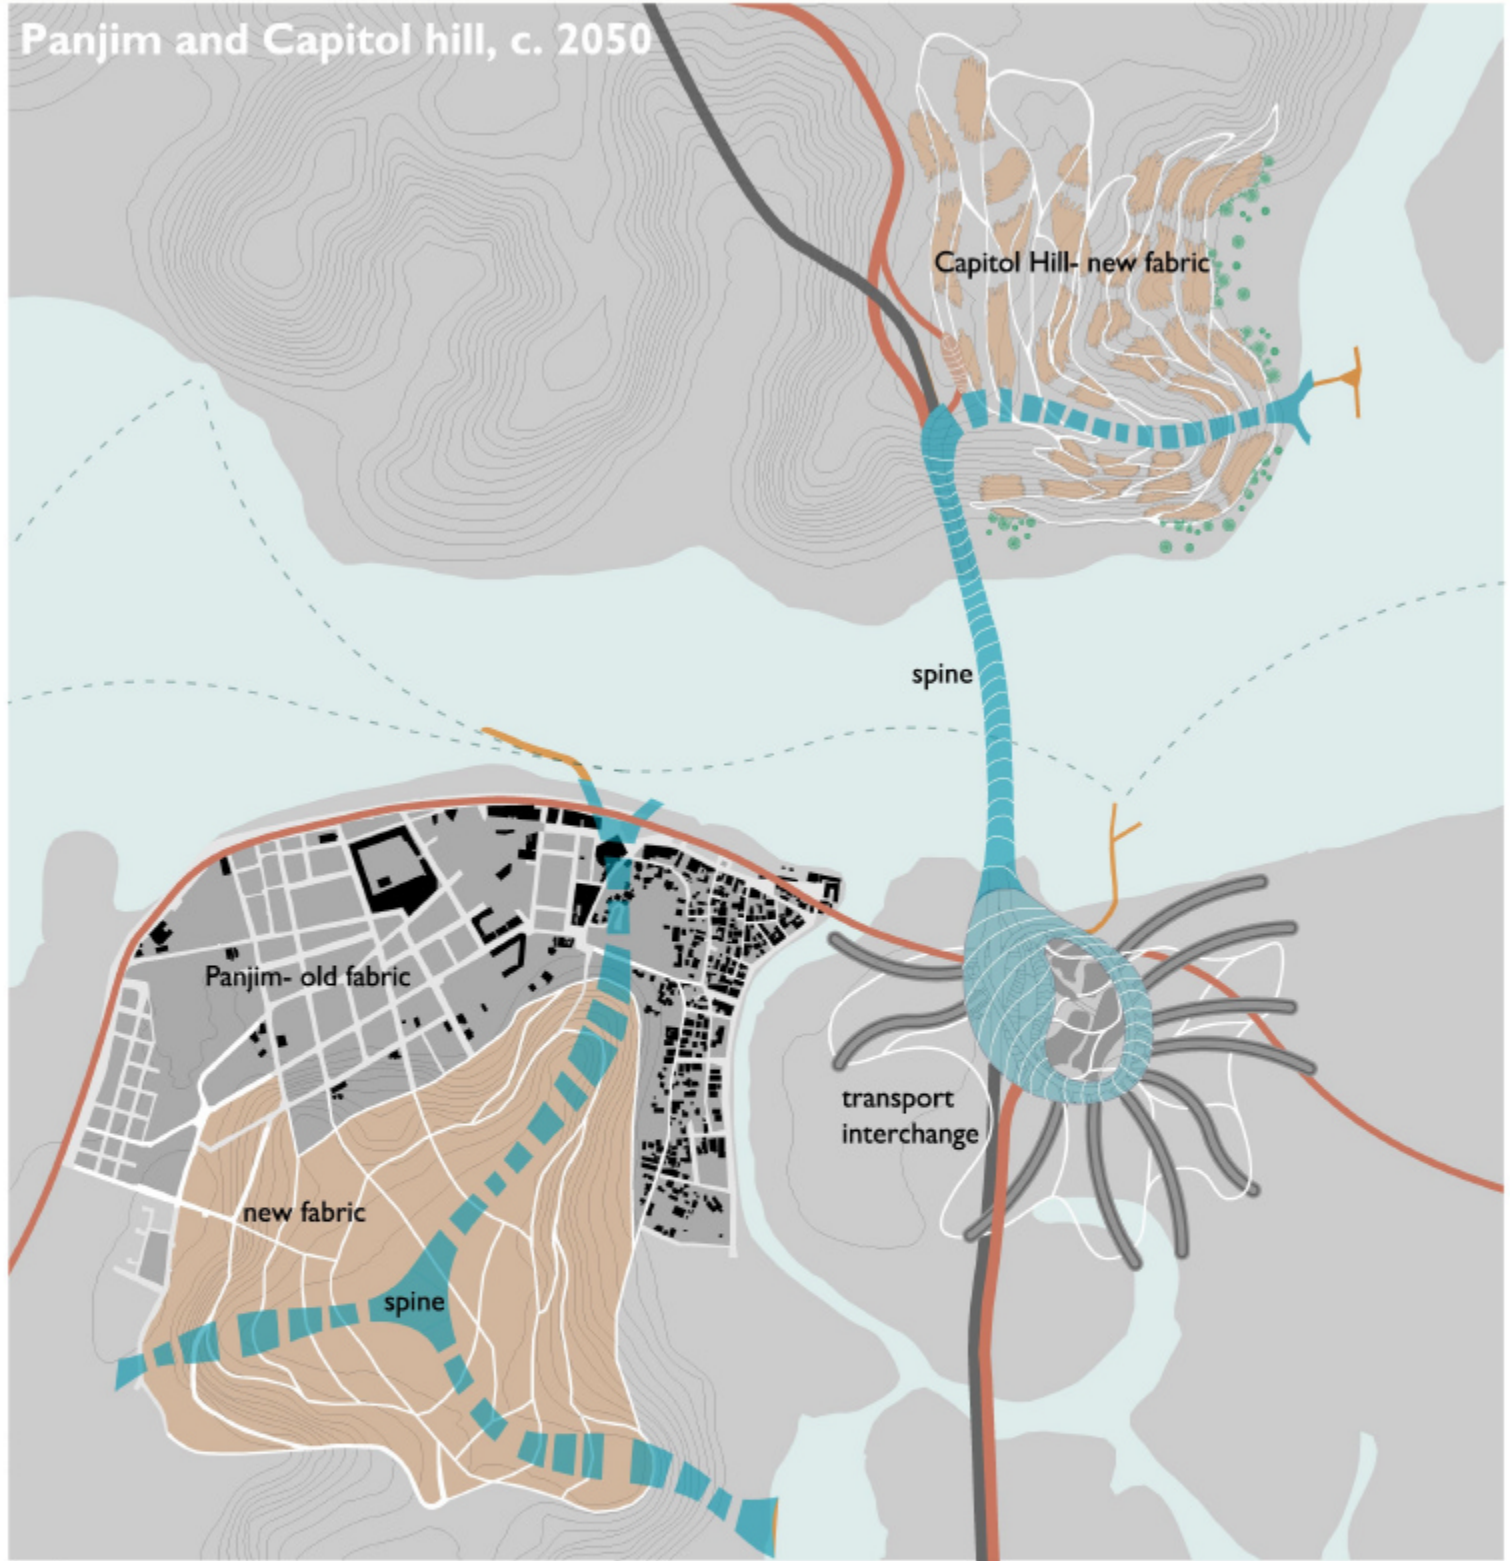 Panjim and Capitol hill, c. 2050
Capitol Hill- new fabric
spine
Panjim- old fabric
transport
interchange
new fabric
spine